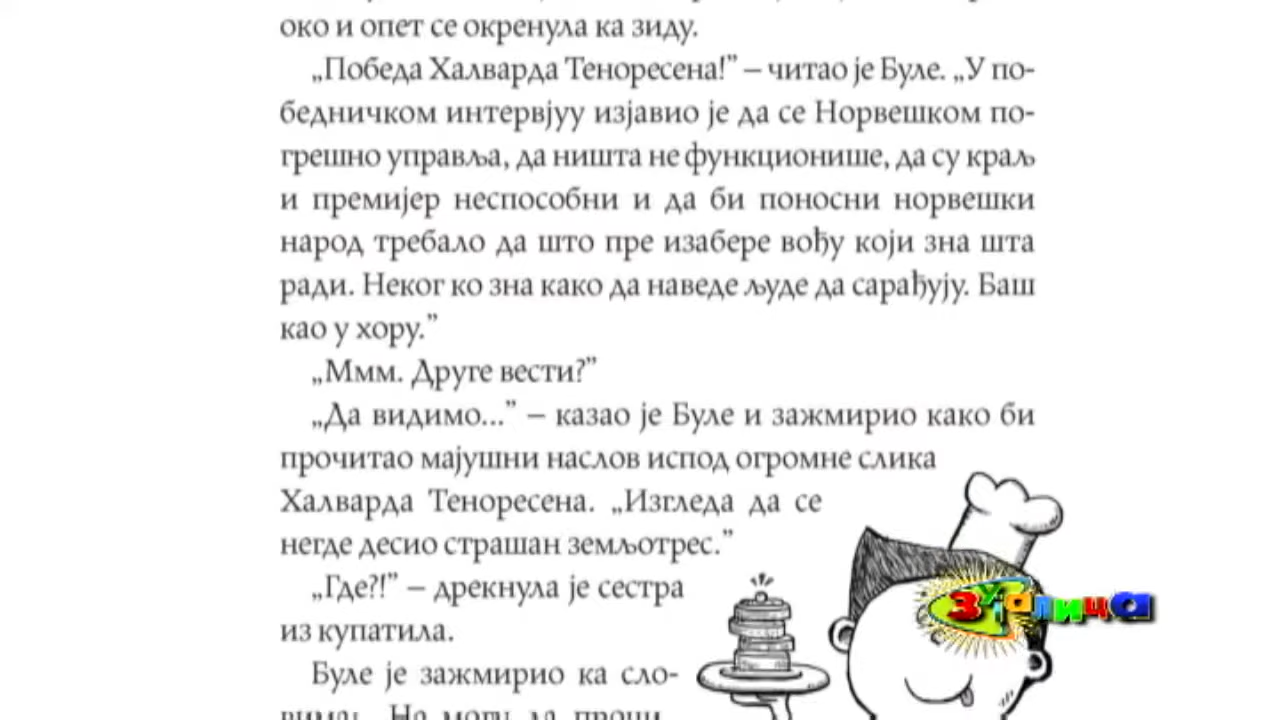 око и опет се окренула ка зиду.
„Победа Халварда Теноресена!” – читао је Буле. „У по-
бедничком интервјуу изјавио је да се Норвешком по-
грешно управља, да ништа не функционише, да су краљ
и премијер неспособни и да би поносни норвешки
народ требало да што пре изабере вођу који зна шта
ради. Неког ко зна како да наведе људе да сарађују. Баш
као у хору.”
„Ммм. Друге вести?”
„Да видимо...” – казао је Буле и зажмирио како би
прочитао мајушни наслов испод огромне слика
Халварда Теноресена. „Изгледа да се
негде десио страшан земљотрес.”
„Где?!” – дрекнула је сестра
из купатила.
Буле је зажмирио ка сло-